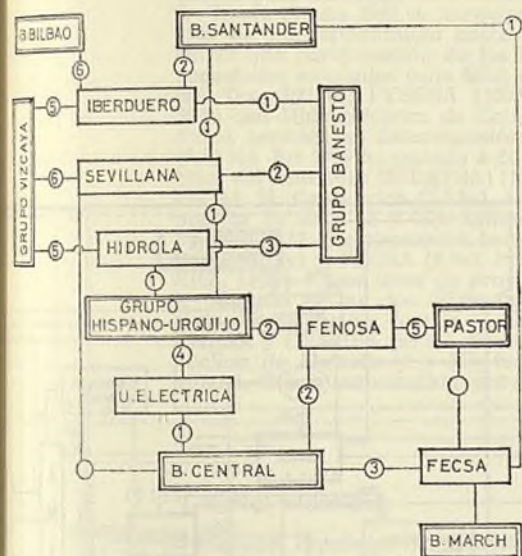 B.BILBAO
B.SANTANDER
1
6
2
5
IBERDUERO
1
1
GRUPO VIZCAYA
6
SEVILLANA
2
GRUPO BANESTO
1
5
HIDROLA
3
1
GRUPO
HISPANO-URQUIJO
2
FENOSA
5
PASTOR
4
U.ELECTRICA
2
1
B.CENTRAL
3
FECSA
B.MARCH